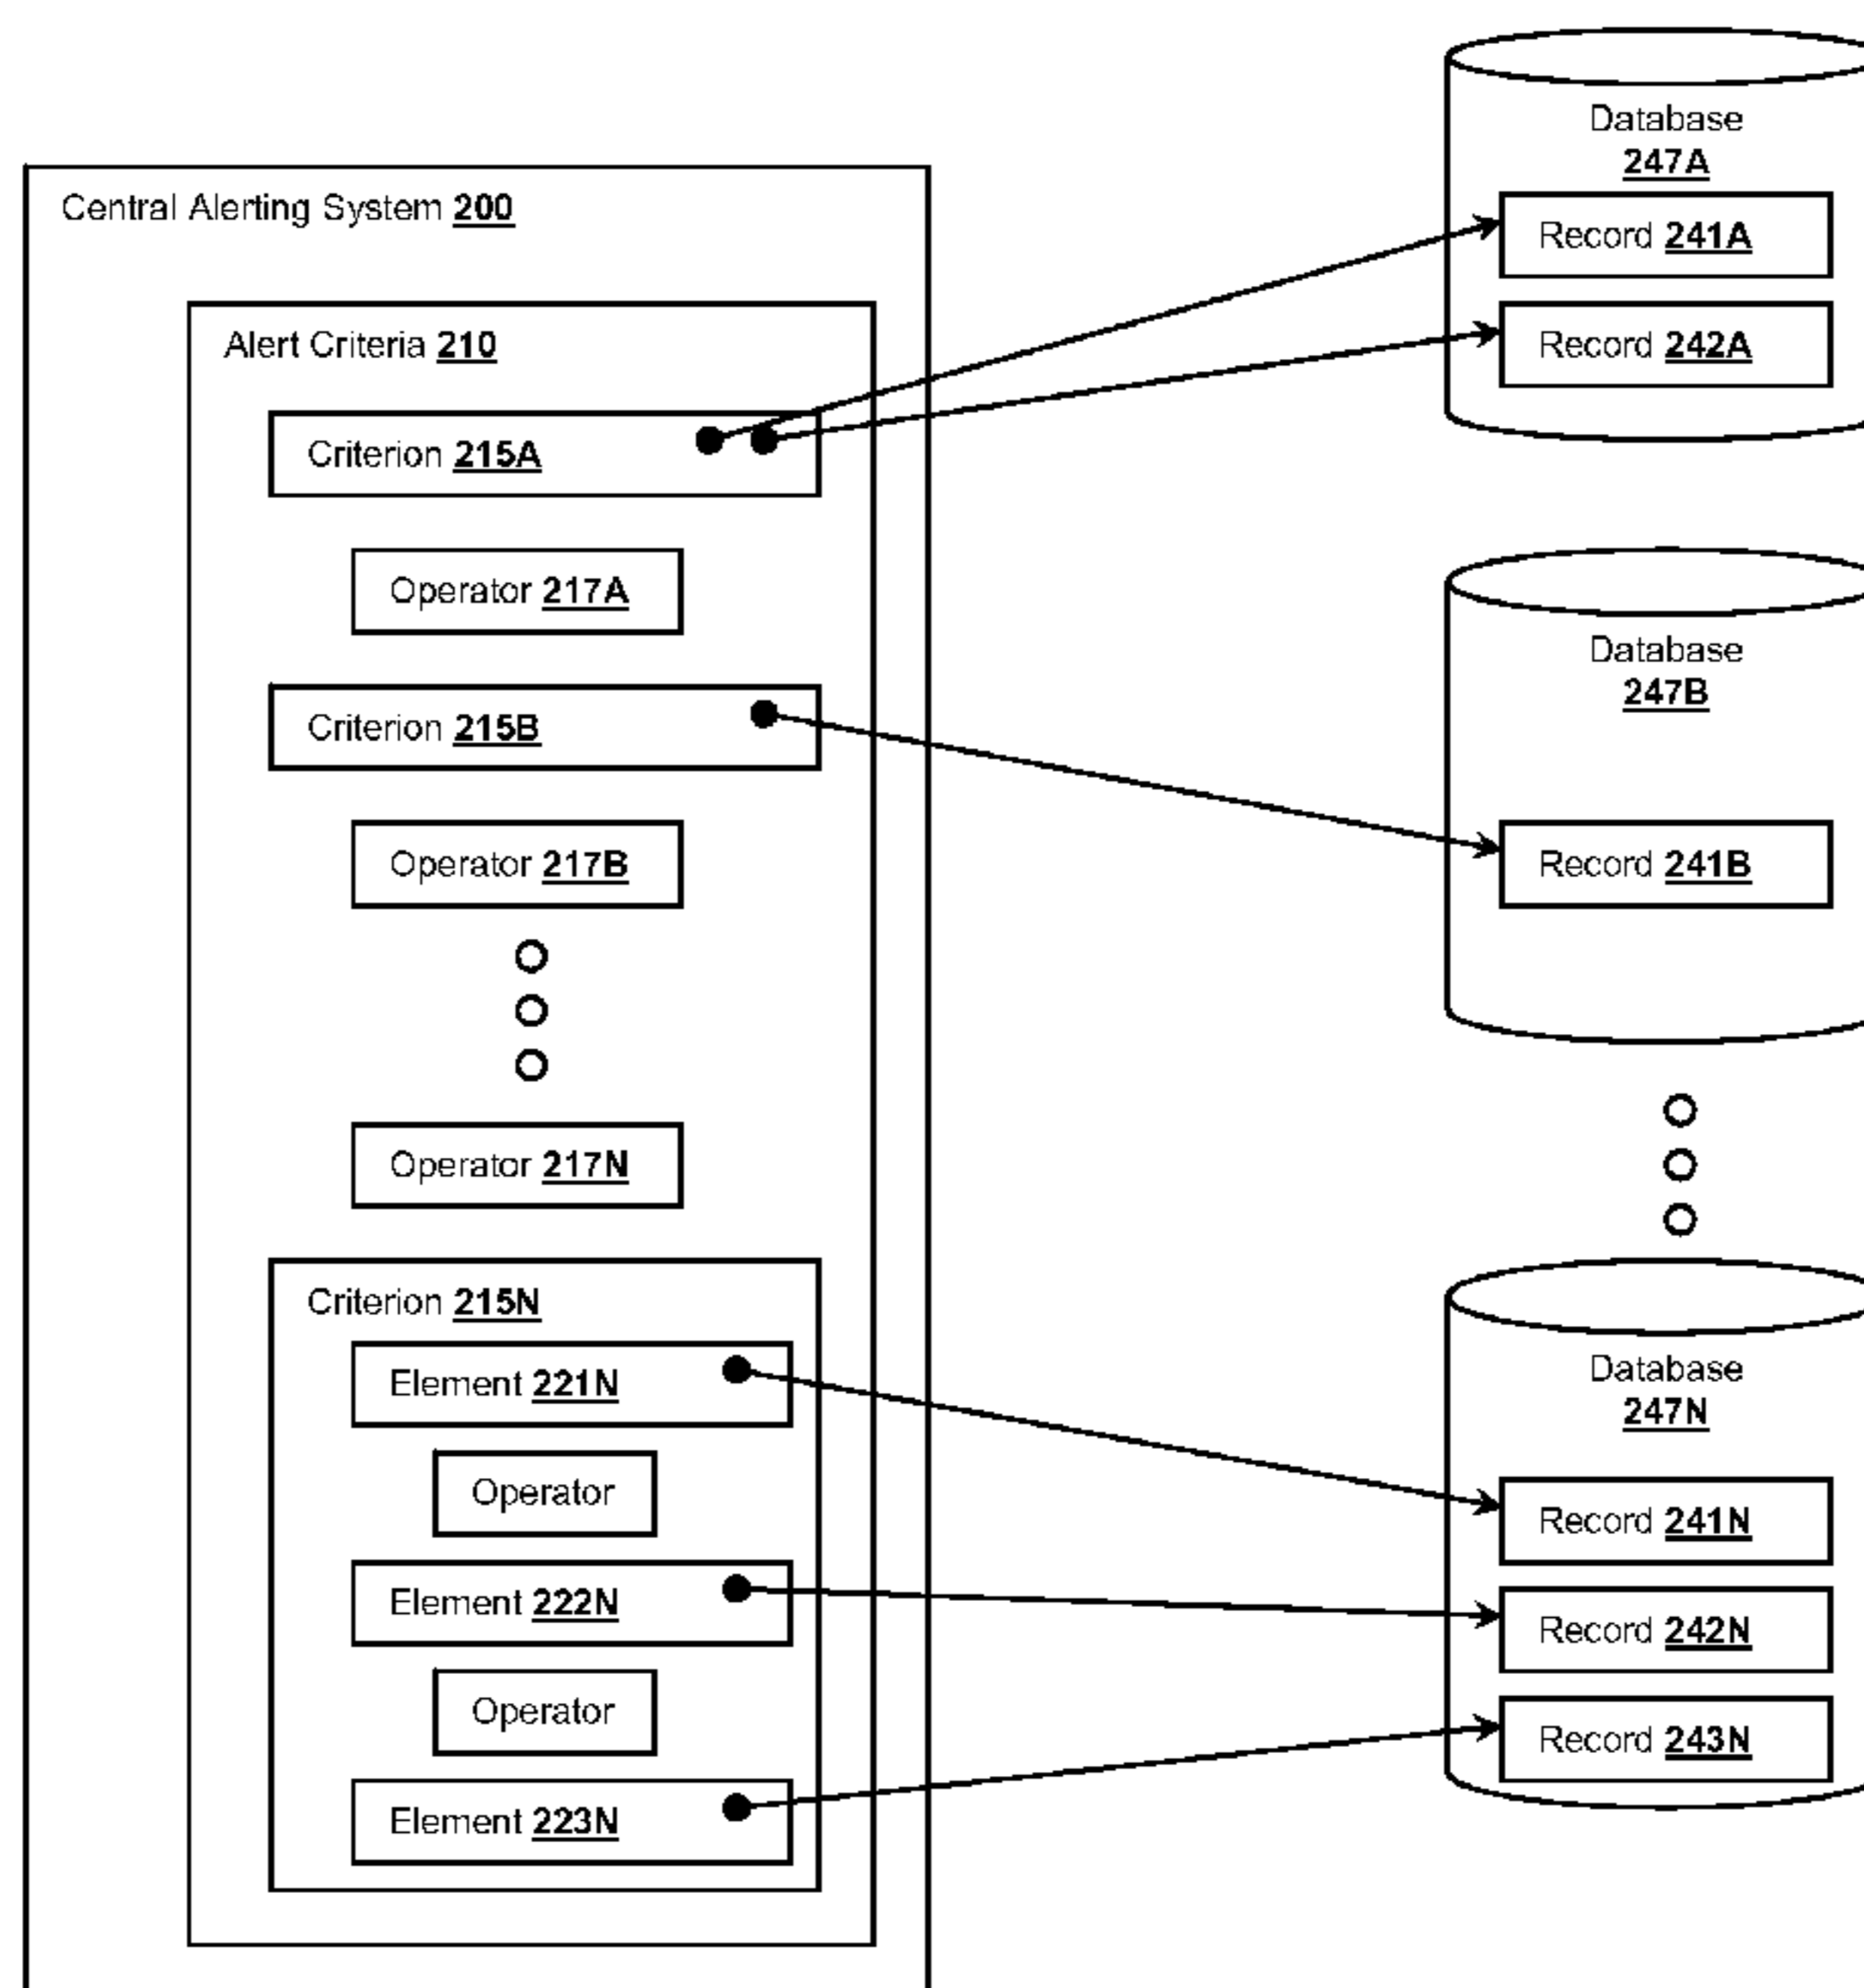 Central Alerting System 200
Alert Criteria 210
Criterion 215A
Operator 217A
Criterion 215B
Operator 217B
Operator 217N
Criterion 215N
Element 221N
Operator
Element 222N
Operator
Element 223N
Database
247A
Record 241A
Record 242A
Database
247B
Record 241B
Database
247N
Record 241N
Record 242N
Record 243N